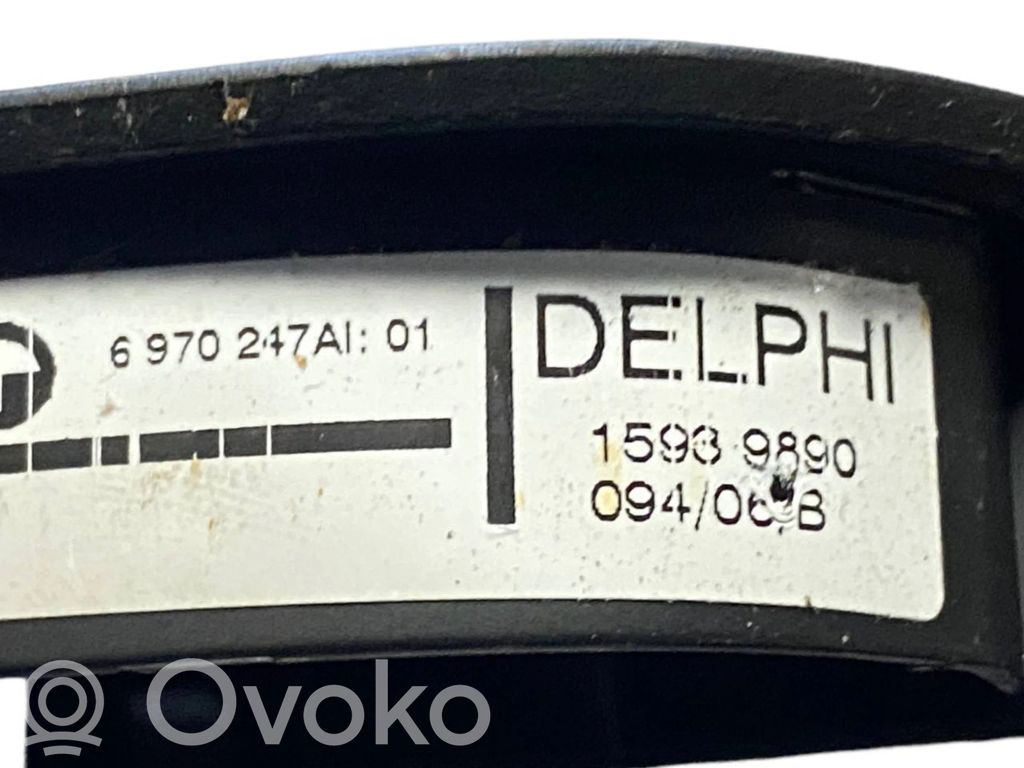 6 970 247AI: 01
DELPHI
1593 9890
094/06/B
Ovoko